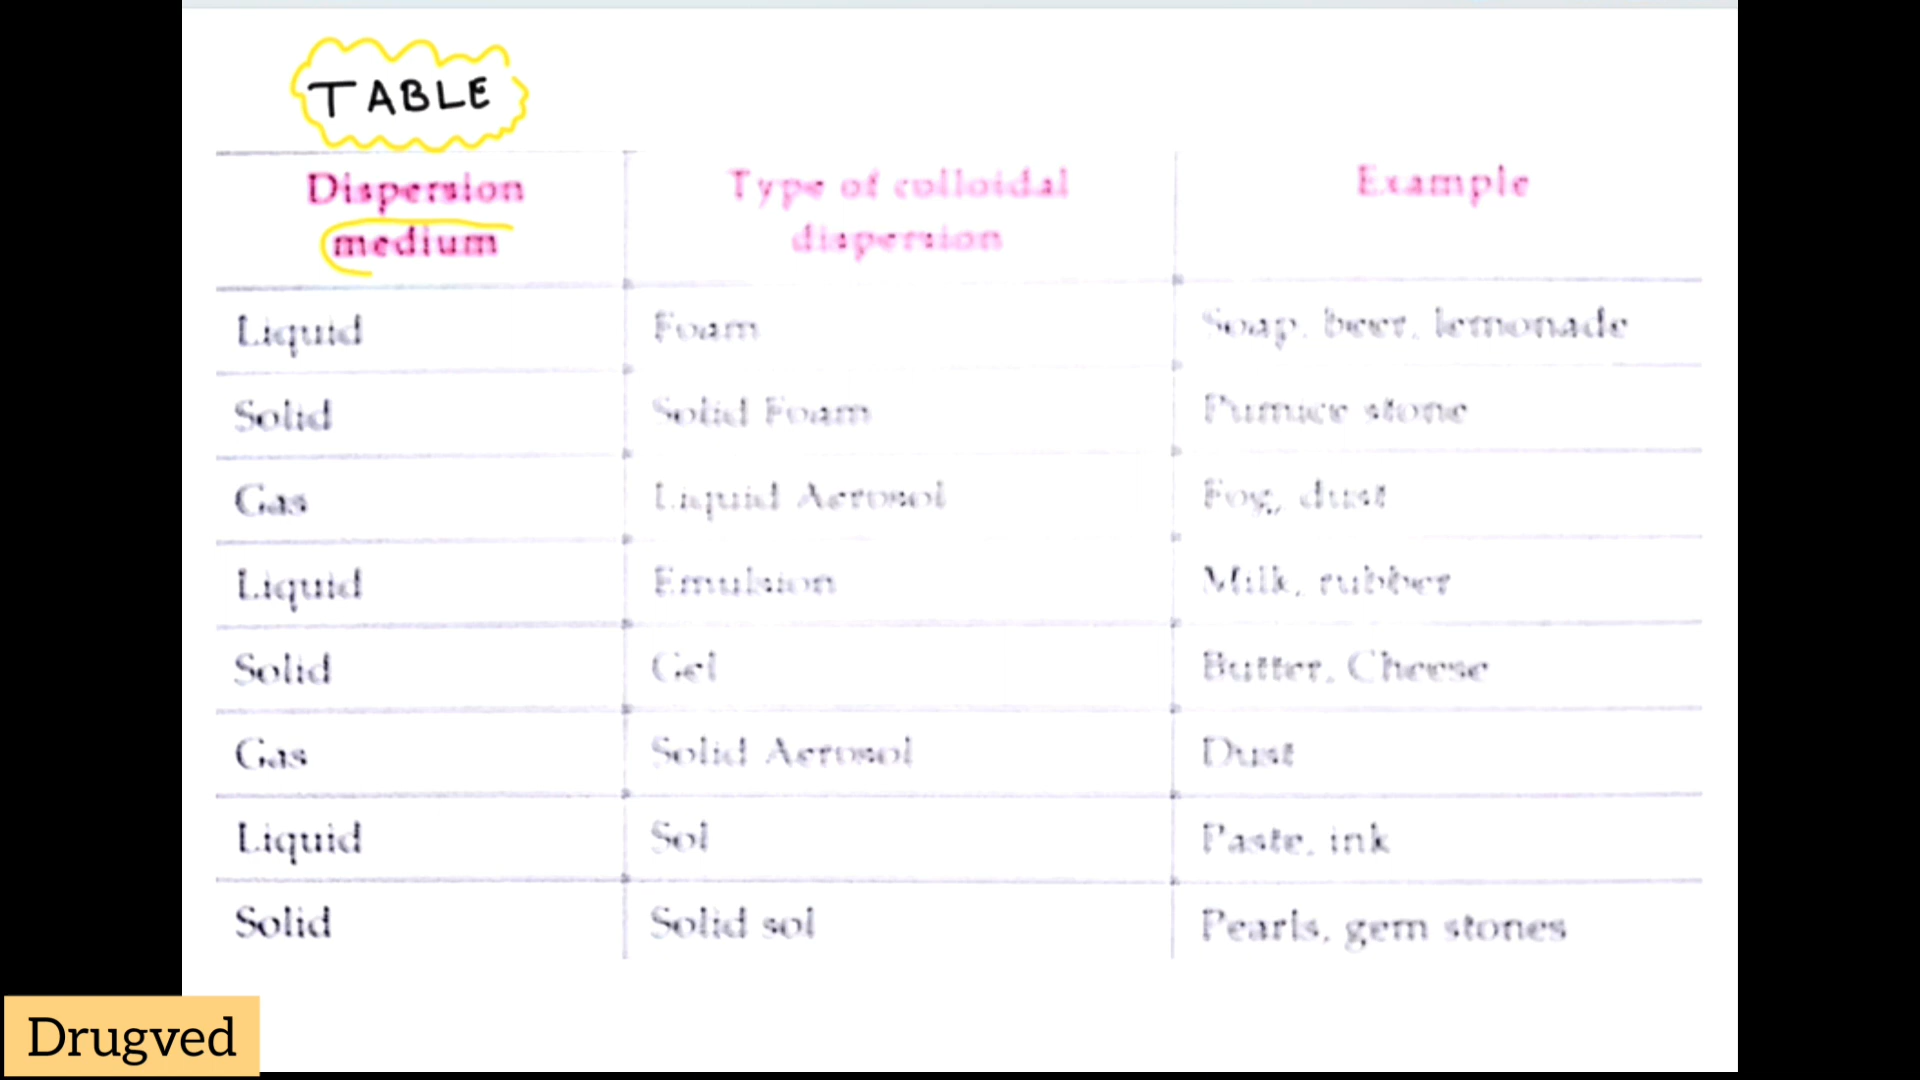 TABLE
Dispersion medium
Type of colloidal dispersion
Example
Liquid Foam Soap, beer, lemonade
Solid Solid Foam Pumice stone
Gas Liquid Aerosol Fog, dust
Liquid Emulsion Milk, rubber
Solid Gel Butter, Cheese
Gas Solid Aerosol Dust
Liquid Sol Paste, ink
Solid Solid sol Pearls, gem stones
Drugved